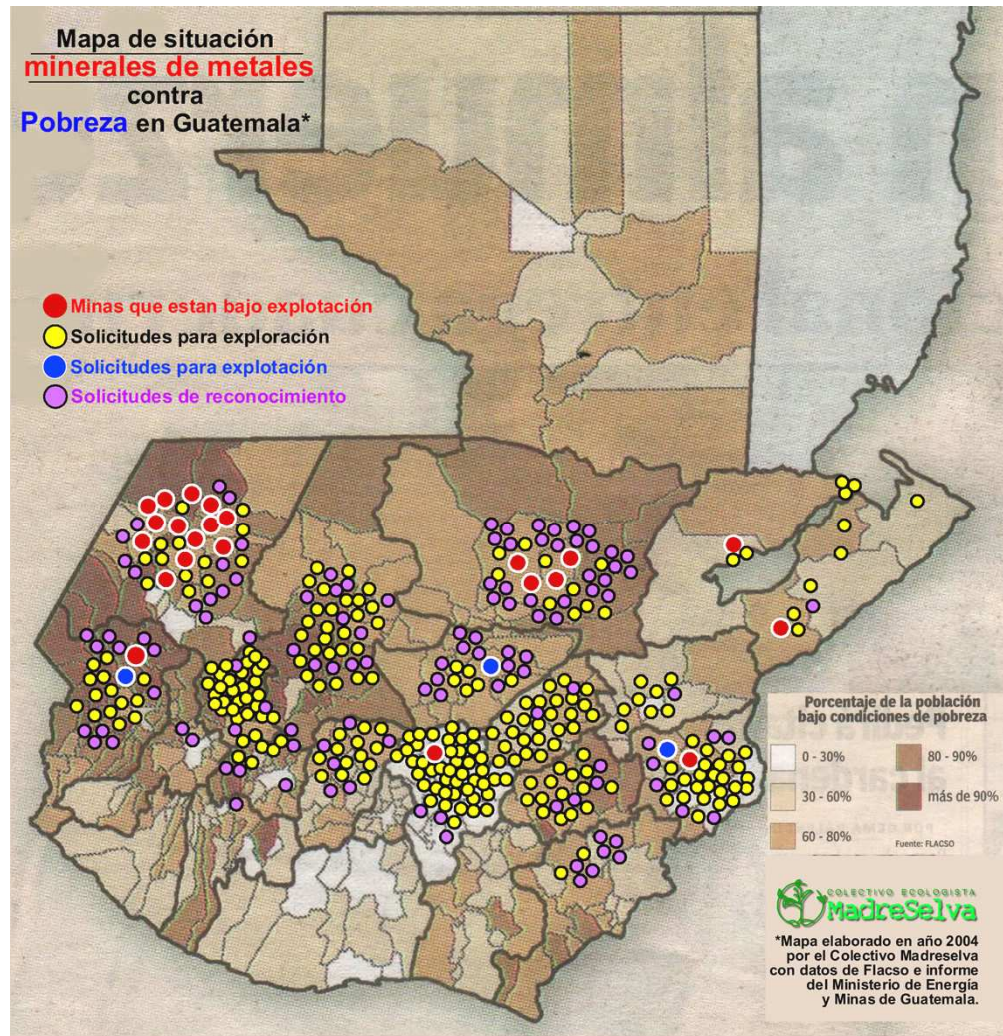 Mapa de situación
minerales de metales
contra
Pobreza en Guatemala*
Minas que estan bajo explotación
Solicitudes para exploración
Solicitudes para explotación
Solicitudes de reconocimiento
Porcentaje de la población
bajo condiciones de pobreza
0 - 30%
30 - 60%
60 - 80%
80 - 90%
más de 90%
Fuente: FLACSO
COLECTIVO ECOLOGISTA
MadreSelva
*Mapa elaborado en año 2004
por el Colectivo Madreselva
con datos de Flacso e informe
del Ministerio de Energía
y Minas de Guatemala.